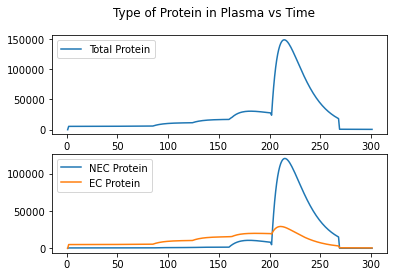 Type of Protein in Plasma vs Time
150000
100000
50000
0
Total Protein
0 50 100 150 200 250 300
100000
50000
0
NEC Protein
EC Protein
0 50 100 150 200 250 300